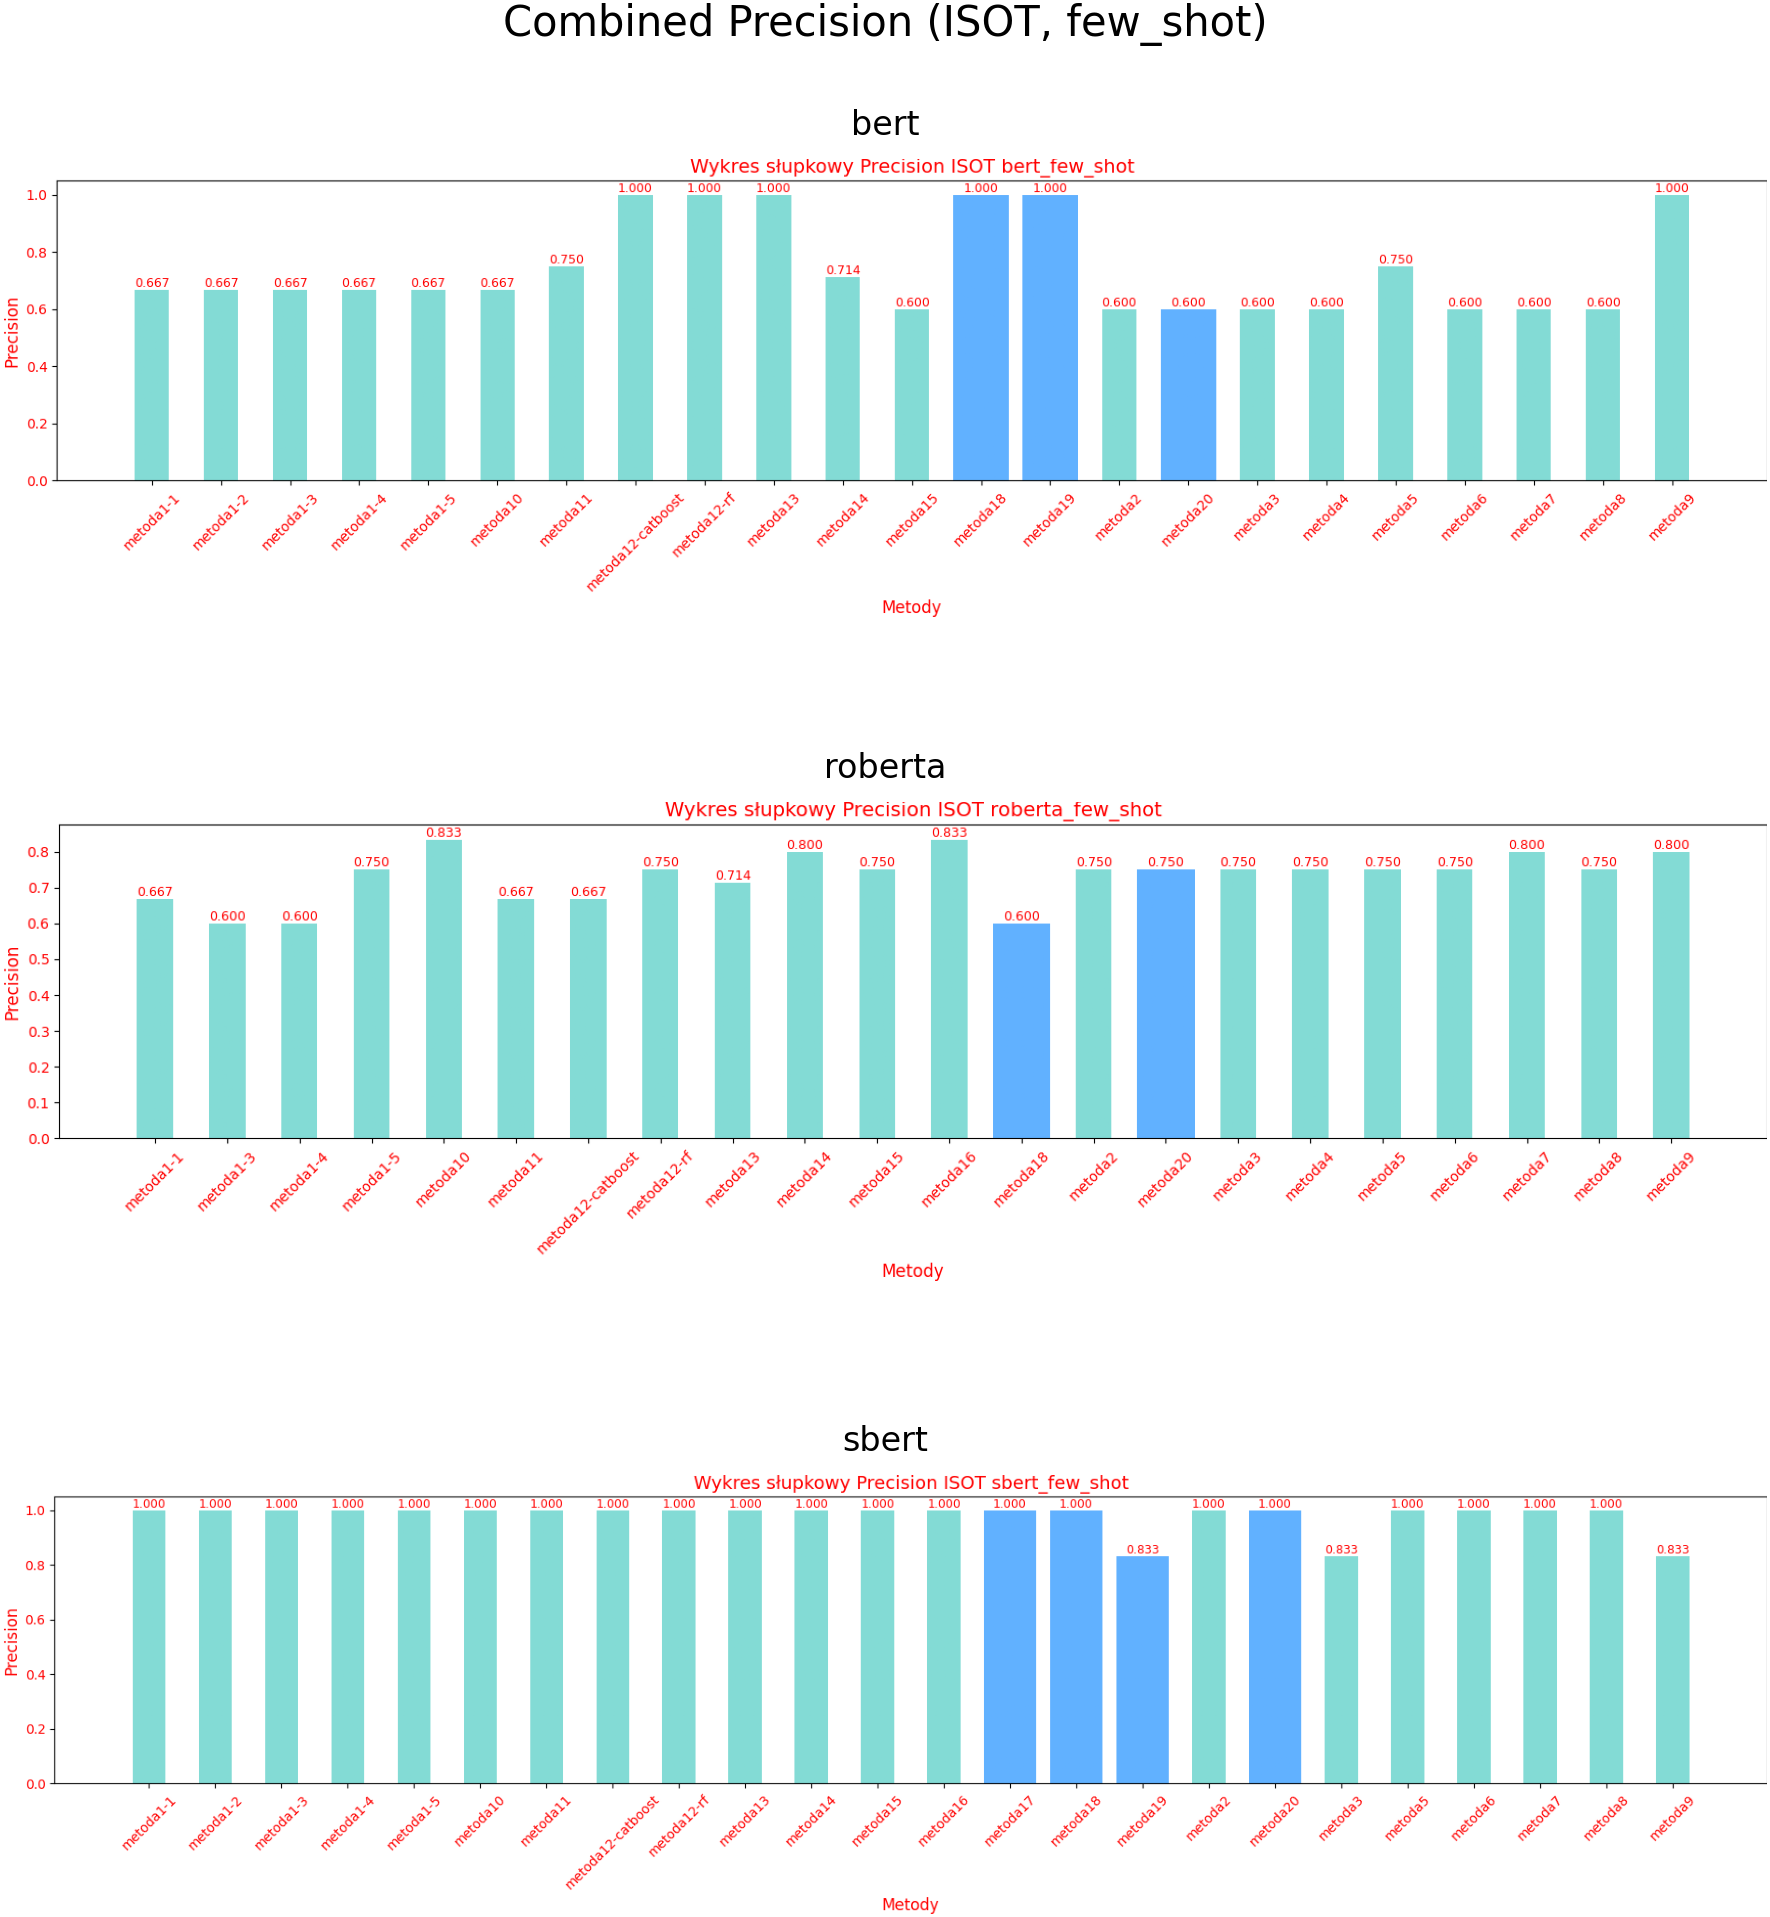 Combined Precision (ISOT, few_shot)
bert
Wykres słupkowy Precision ISOT bert_few_shot
1.000 1.000 1.000 1.000 1.000 1.000
0.667 0.667 0.667 0.667 0.667 0.667 0.750 0.714 0.600 0.600 0.600 0.600 0.600 0.750 0.600 0.600 0.600
1.0
0.8
0.6
0.4
0.2
0.0
Precision
metoda1-1 metoda1-2 metoda1-3 metoda1-4 metoda1-5 metoda10 metoda11 metoda12-catboost metoda12-rf metoda13 metoda14 metoda15 metoda18 metoda19 metoda2 metoda20 metoda3 metoda4 metoda5 metoda6 metoda7 metoda8 metoda9
Metody
roberta
Wykres słupkowy Precision ISOT roberta_few_shot
0.667 0.600 0.600 0.750 0.833 0.667 0.667 0.750 0.714 0.800 0.750 0.833 0.600 0.750 0.750 0.750 0.750 0.750 0.750 0.800 0.750 0.800
0.8
0.7
0.6
0.5
0.4
0.3
0.2
0.1
0.0
Precision
metoda1-1 metoda1-3 metoda1-4 metoda1-5 metoda10 metoda11 metoda12-catboost metoda12-rf metoda13 metoda14 metoda15 metoda16 metoda18 metoda2 metoda20 metoda3 metoda4 metoda5 metoda6 metoda7 metoda8 metoda9
Metody
sbert
Wykres słupkowy Precision ISOT sbert_few_shot
1.000 1.000 1.000 1.000 1.000 1.000 1.000 1.000 1.000 1.000 1.000 1.000 1.000 1.000 1.000 0.833 1.000 1.000 0.833 1.000 1.000 1.000 1.000 0.833
1.0
0.8
0.6
0.4
0.2
0.0
Precision
metoda1-1 metoda1-2 metoda1-3 metoda1-4 metoda1-5 metoda10 metoda11 metoda12-catboost metoda12-rf metoda13 metoda14 metoda15 metoda16 metoda17 metoda18 metoda19 metoda2 metoda20 metoda3 metoda5 metoda6 metoda7 metoda8 metoda9
Metody